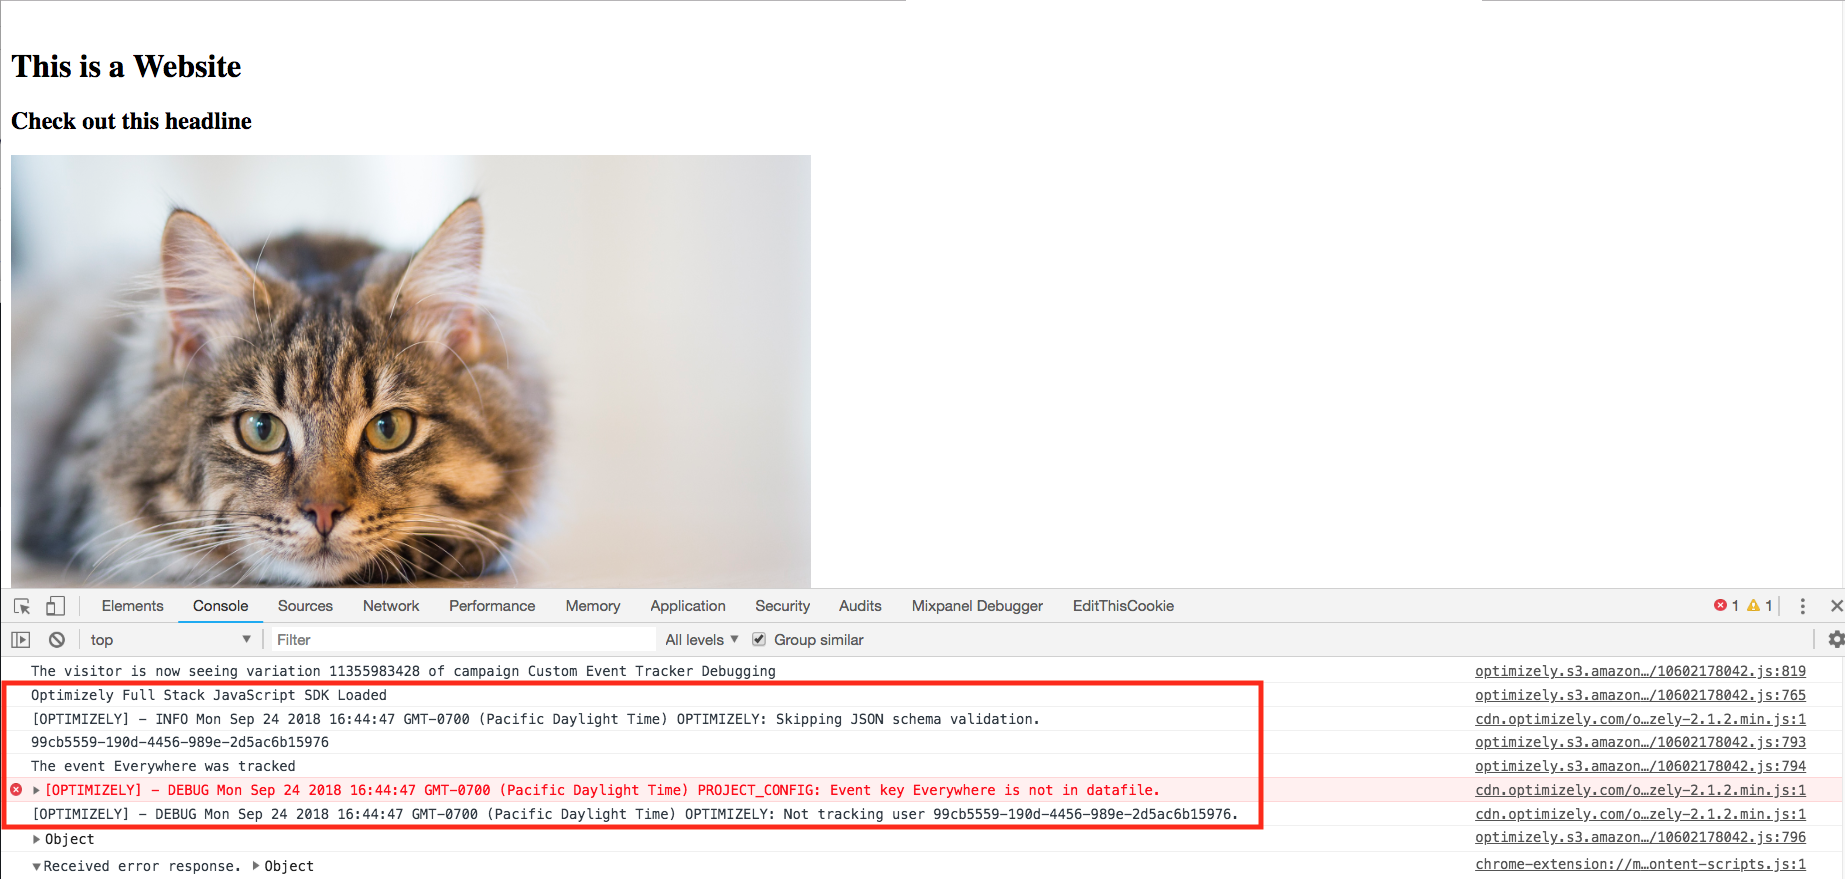 This is a Website
Check out this headline
Elements Console Sources Network Performance Memory Application Security Audits Mixpanel Debugger EditThisCookie 1 1
top Filter All levels Group similar
The visitor is now seeing variation 11355983428 of campaign Custom Event Tracker Debugging optimizely.s3.amazon…/10602178042.js:819
Optimizely Full Stack JavaScript SDK Loaded optimizely.s3.amazon…/10602178042.js:765
[OPTIMIZELY] - INFO Mon Sep 24 2018 16:44:47 GMT-0700 (Pacific Daylight Time) OPTIMIZELY: Skipping JSON schema validation. cdn.optimizely.com/o…zely-2.1.2.min.js:1
99cb5559-190d-4456-989e-2d5ac6b15976 optimizely.s3.amazon…/10602178042.js:793
The event Everywhere was tracked optimizely.s3.amazon…/10602178042.js:794
[OPTIMIZELY] - DEBUG Mon Sep 24 2018 16:44:47 GMT-0700 (Pacific Daylight Time) PROJECT_CONFIG: Event key Everywhere is not in datafile. cdn.optimizely.com/o…zely-2.1.2.min.js:1
[OPTIMIZELY] - DEBUG Mon Sep 24 2018 16:44:47 GMT-0700 (Pacific Daylight Time) OPTIMIZELY: Not tracking user 99cb5559-190d-4456-989e-2d5ac6b15976. cdn.optimizely.com/o…zely-2.1.2.min.js:1
Object optimizely.s3.amazon…/10602178042.js:796
Received error response. Object chrome-extension://m…ontent-scripts.js:1